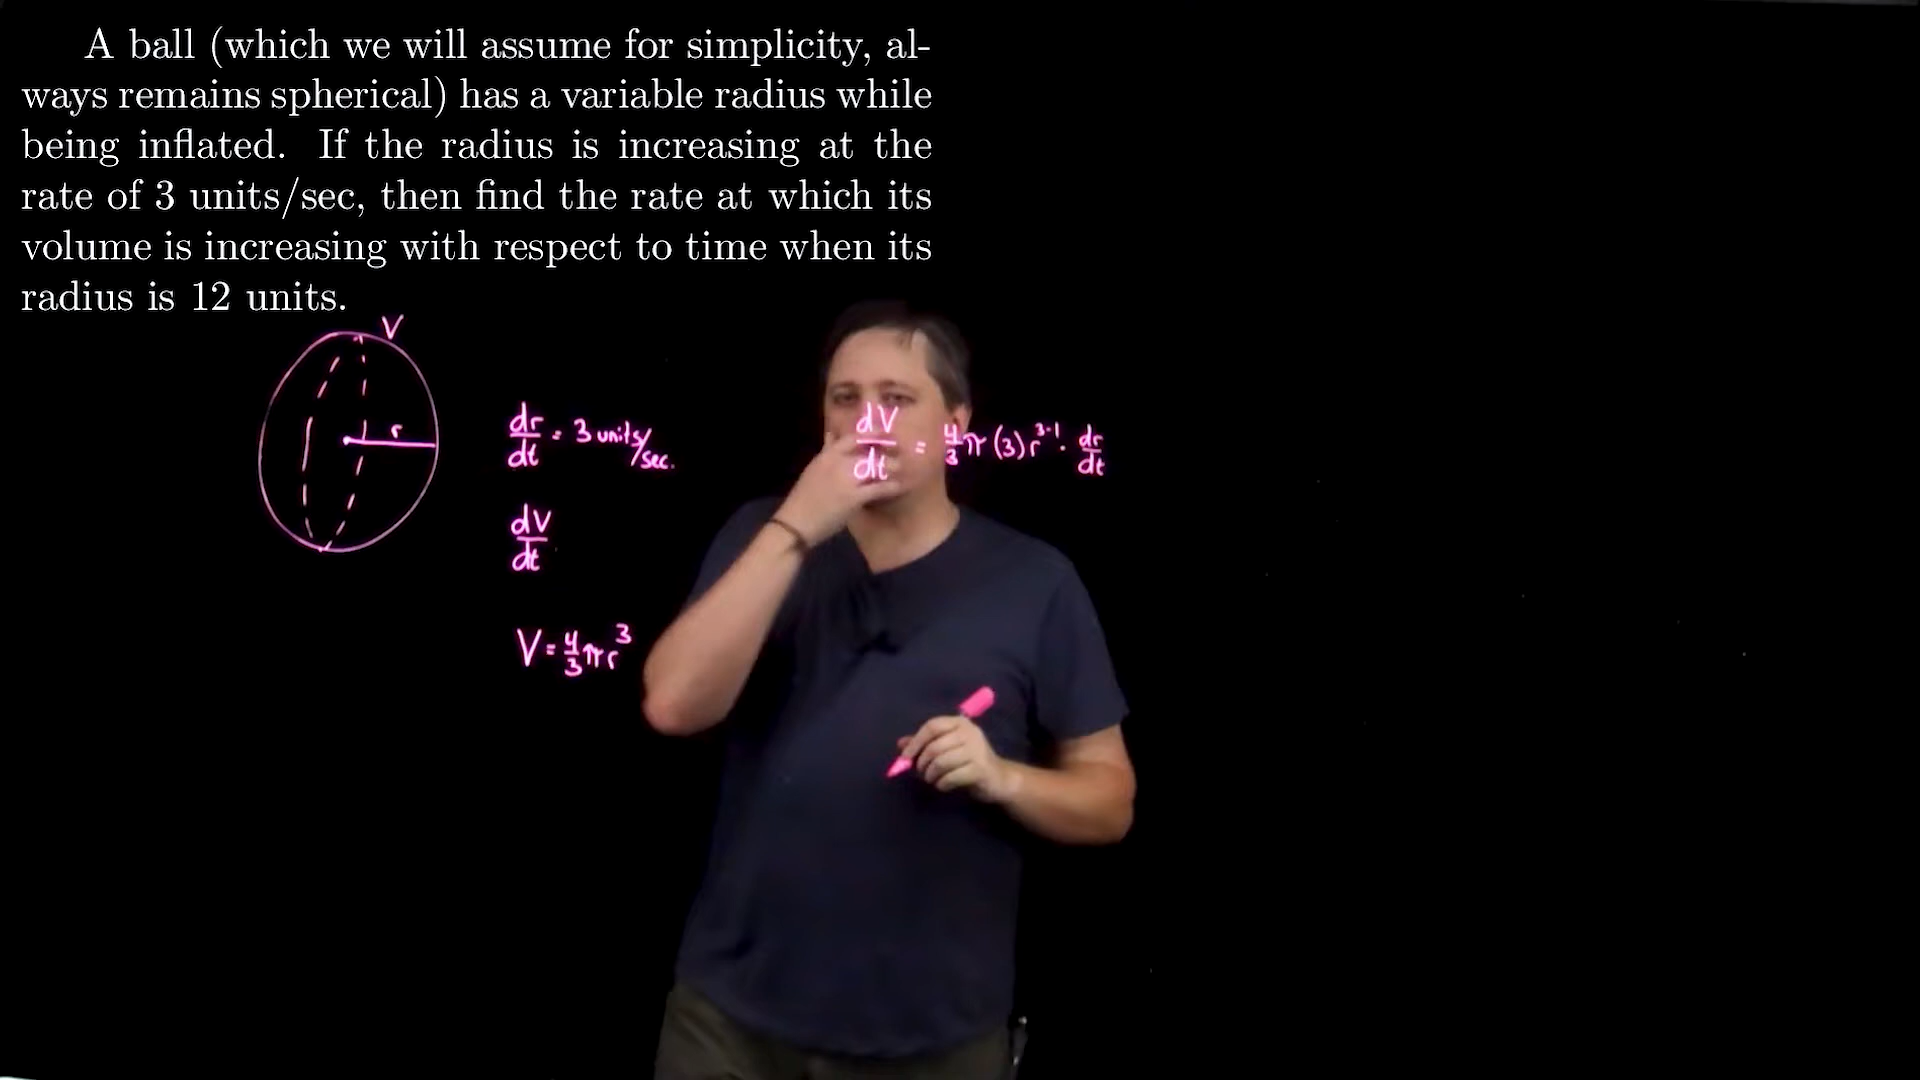 A ball (which we will assume for simplicity, al-
ways remains spherical) has a variable radius while
being inflated. If the radius is increasing at the
rate of 3 units/sec, then find the rate at which its
volume is increasing with respect to time when its
radius is 12 units.
V
r
dr/dt = 3 units/sec.
dV/dt = 4/3 π (3) r^{3-1} · dr/dt
dV/dt
V = 4/3 π r^3